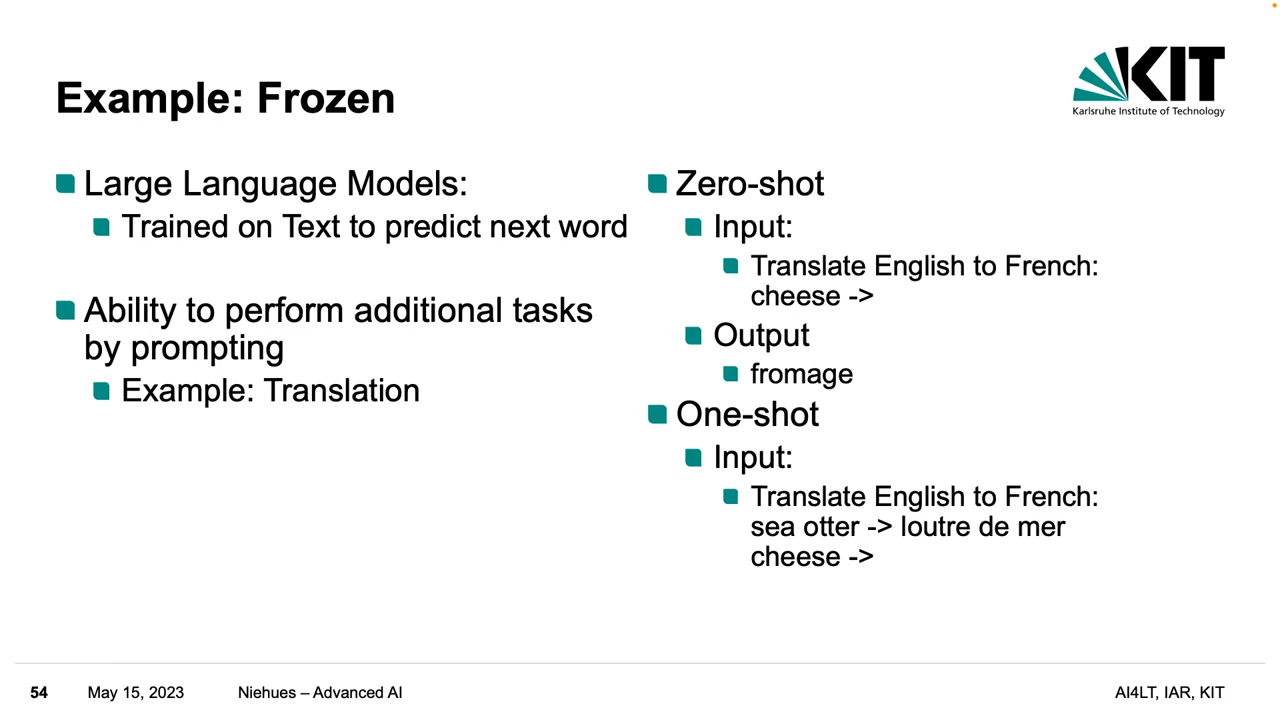 KIT
Karlsruhe Institute of Technology
Example: Frozen
Large Language Models:
Trained on Text to predict next word
Ability to perform additional tasks
by prompting
Example: Translation
Zero-shot
Input:
Translate English to French:
cheese ->
Output
fromage
One-shot
Input:
Translate English to French:
sea otter -> loutre de mer
cheese ->
54 May 15, 2023 Niehues – Advanced AI AI4LT, IAR, KIT